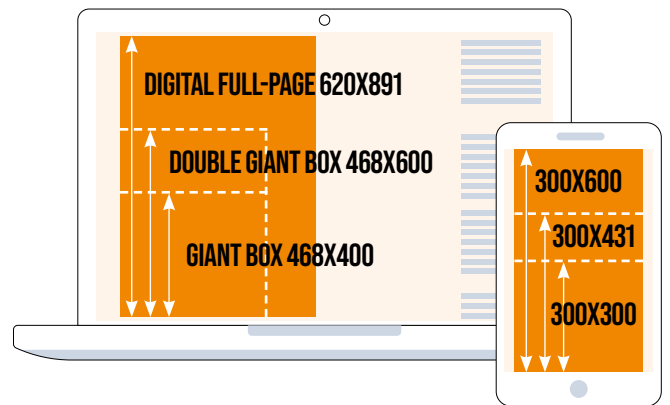 DIGITAL FULL-PAGE 620X891
DOUBLE GIANT BOX 468X600
GIANT BOX 468X400
300X600
300X431
300X300